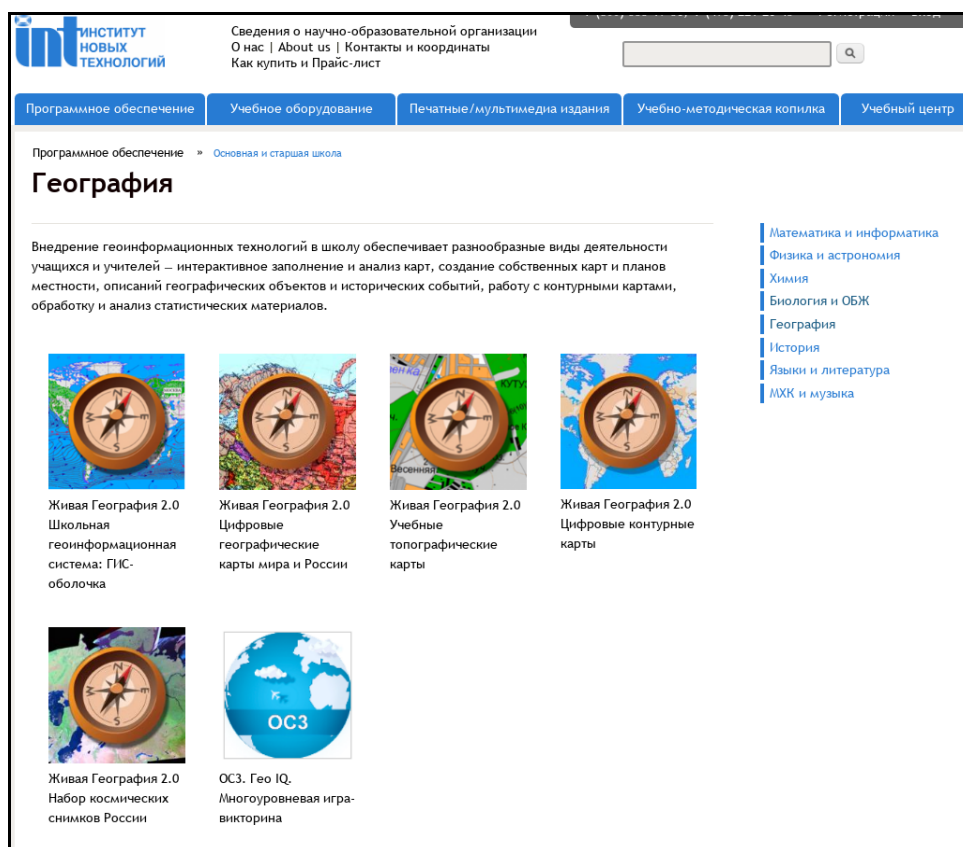 int ИНСТИТУТ
НОВЫХ
ТЕХНОЛОГИЙ
Сведения о научно-образовательной организации
О нас | About us | Контакты и координаты
Как купить и Прайс-лист
Программное обеспечение
Учебное оборудование
Печатные/мультимедиа издания
Учебно-методическая копилка
Учебный центр
Программное обеспечение » Основная и старшая школа
География
Внедрение геоинформационных технологий в школу обеспечивает разнообразные виды деятельности
учащихся и учителей — интерактивное заполнение и анализ карт, создание собственных карт и планов
местности, описаний географических объектов и исторических событий, работу с контурными картами,
обработку и анализ статистических материалов.
Математика и информатика
Физика и астрономия
Химия
Биология и ОБЖ
География
История
Языки и литература
МХК и музыка
Живая География 2.0
Школьная
геоинформационная
система: ГИС-
оболочка
Живая География 2.0
Цифровые
географические
карты мира и России
Живая География 2.0
Учебные
топографические
карты
Живая География 2.0
Цифровые контурные
карты
ОС3
Живая География 2.0
Набор космических
снимков России
ОС3. Гео IQ.
Многоуровневая игра-
викторина